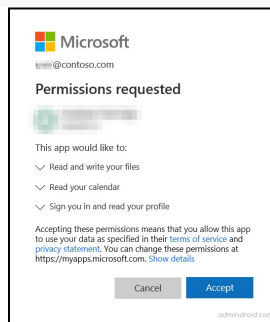 Microsoft
@contoso.com
Permissions requested
This app would like to:
Read and write your files
Read your calendar
Sign you in and read your profile
Accepting these permissions means that you allow this app
to use your data as specified in their terms of service and
privacy statement. You can change these permissions at
https://myapps.microsoft.com. Show details
Cancel
Accept
admindroid.com